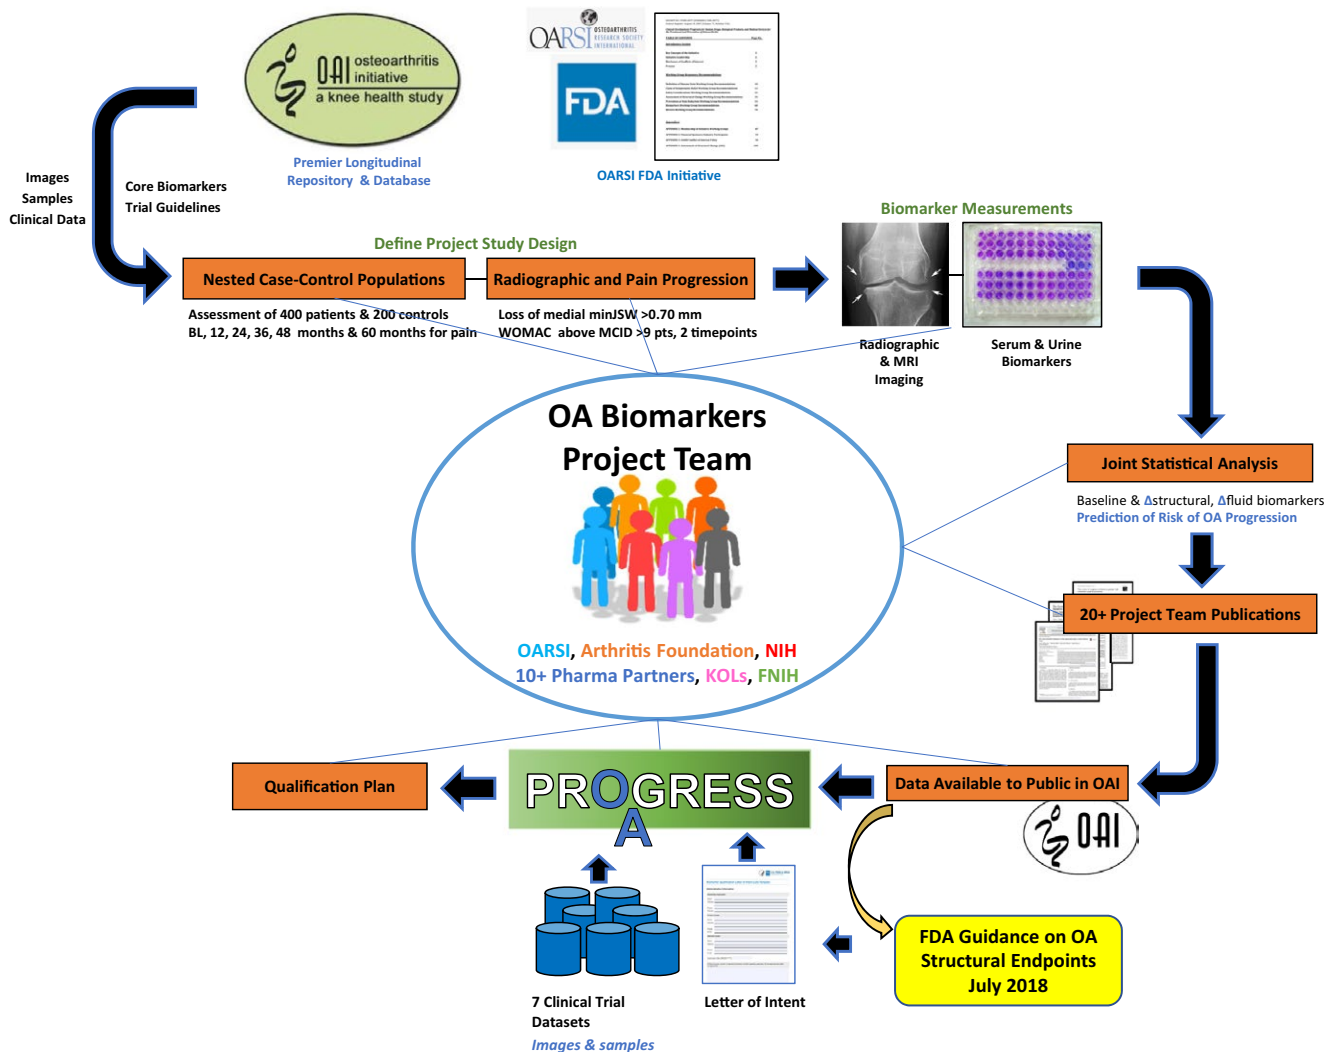 OAI osteoarthritis
initiative
a knee health study
Premier Longitudinal
Repository & Database
OARSI OSTEOARTHRITIS
RESEARCH SOCIETY
INTERNATIONAL
FDA
OARSI FDA Initiative
Images
Samples
Clinical Data
Core Biomarkers
Trial Guidelines
Define Project Study Design
Nested Case-Control Populations
Radiographic and Pain Progression
Assessment of 400 patients & 200 controls
BL, 12, 24, 36, 48 months & 60 months for pain
Loss of medial minJSW >0.70 mm
WOMAC above MCID >9 pts, 2 timepoints
Biomarker Measurements
Radiographic
& MRI
Imaging
Serum & Urine
Biomarkers
Joint Statistical Analysis
Baseline & Δstructural, Δfluid biomarkers
Prediction of Risk of OA Progression
20+ Project Team Publications
OA Biomarkers
Project Team
OARSI, Arthritis Foundation, NIH
10+ Pharma Partners, KOLs, FNIH
Qualification Plan
PROGRESS
A
Data Available to Public in OAI
OAI
FDA Guidance on OA
Structural Endpoints
July 2018
7 Clinical Trial
Datasets
Images & samples
Letter of Intent